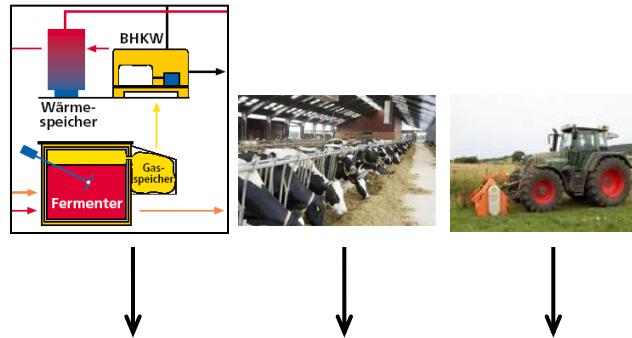 BHKW
Wärme-
speicher
Gas-
speicher
Fermenter